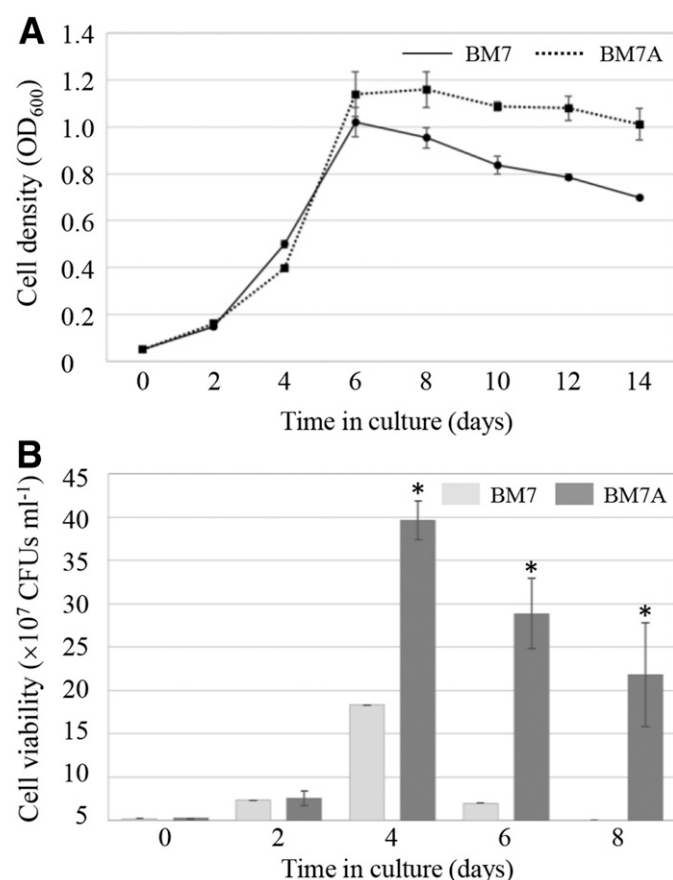 A
1.4
1.2
1.0
0.8
0.6
0.4
0.2
0
BM7 BM7A
Cell density (OD600)
0 2 4 6 8 10 12 14
Time in culture (days)
B
45
40
35
30
25
20
15
10
5
BM7 BM7A
* * *
Cell viability (×10⁷ CFUs ml⁻¹)
0 2 4 6 8
Time in culture (days)